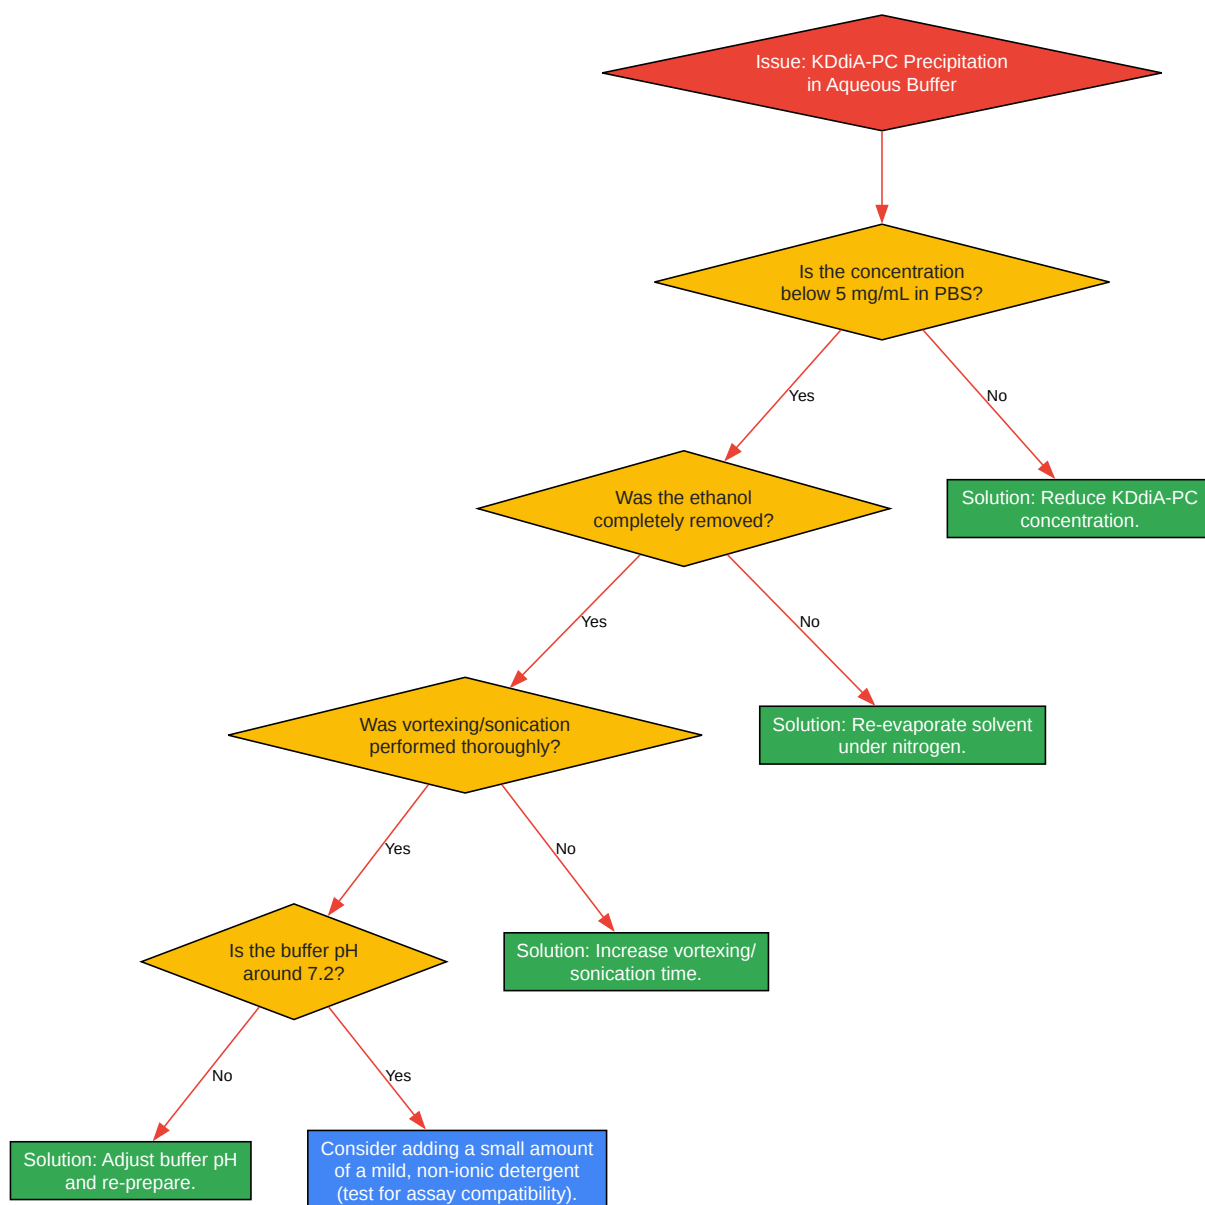 Issue: KDdiA-PC Precipitation
in Aqueous Buffer
Is the concentration
below 5 mg/mL in PBS?
Yes
No
Was the ethanol
completely removed?
Solution: Reduce KDdiA-PC
concentration.
Yes
No
Was vortexing/sonication
performed thoroughly?
Solution: Re-evaporate solvent
under nitrogen.
Yes
No
Is the buffer pH
around 7.2?
Solution: Increase vortexing/
sonication time.
No
Yes
Solution: Adjust buffer pH
and re-prepare.
Consider adding a small amount
of a mild, non-ionic detergent
(test for assay compatibility).